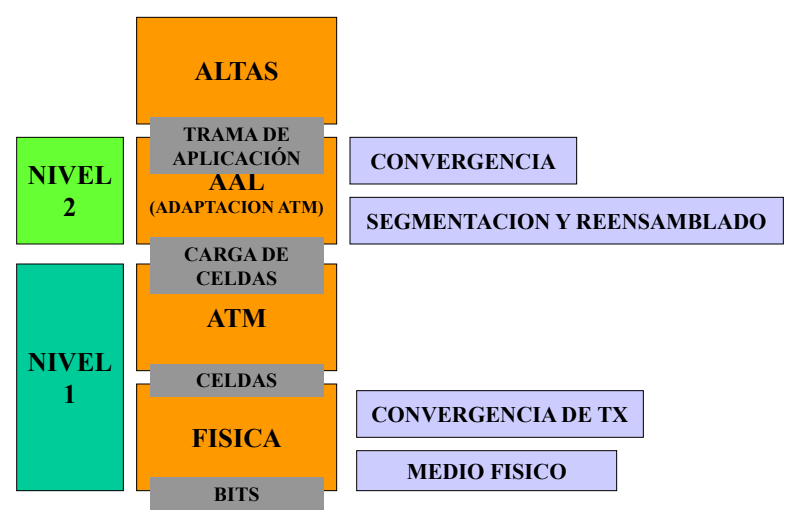 ALTAS
TRAMA DE
APLICACIÓN
NIVEL
2
AAL
(ADAPTACION ATM)
CONVERGENCIA
SEGMENTACION Y REENSAMBLADO
CARGA DE
CELDAS
NIVEL
1
ATM
CELDAS
FISICA
CONVERGENCIA DE TX
MEDIO FISICO
BITS